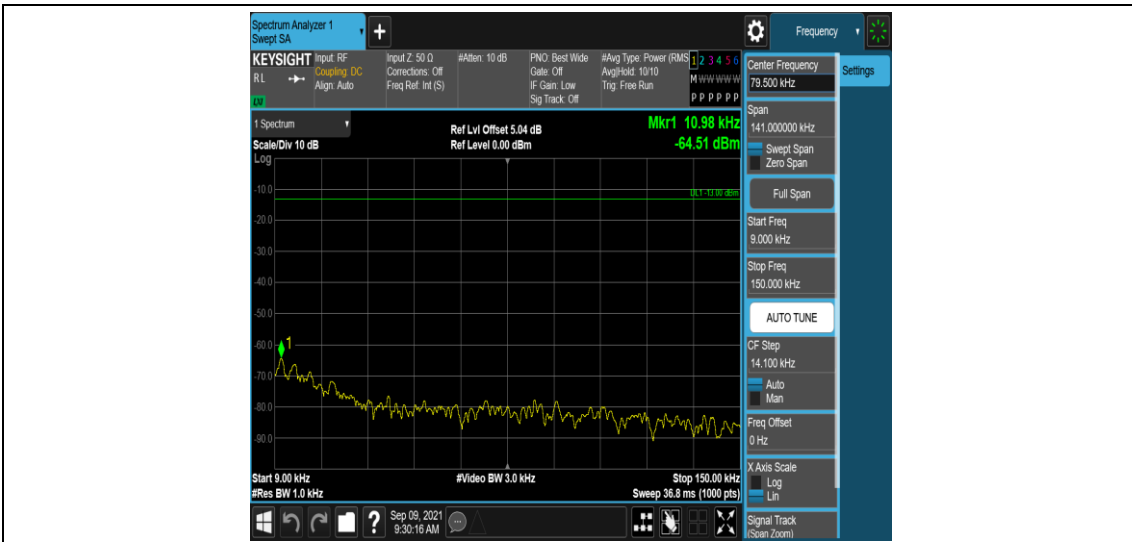 Spectrum Analyzer 1
Swept SA
+
Frequency
KEYSIGHT
RL
LXI
Input: RF
Coupling: DC
Align: Auto
Input Z: 50 Ω
Corrections: Off
Freq Ref: Int (S)
#Atten: 10 dB
PNO: Best Wide
Gate: Off
IF Gain: Low
Sig Track: Off
#Avg Type: Power (RMS
Avg|Hold: 10/10
Trig: Free Run
1 2 3 4 5 6
M W W W W W
P P P P P P
1 Spectrum
Scale/Div 10 dB
Log
Ref Lvl Offset 5.04 dB
Ref Level 0.00 dBm
Mkr1 10.98 kHz
-64.51 dBm
DL1 -13.00 dBm
-10.0
-20.0
-30.0
-40.0
-50.0
-60.0
-70.0
-80.0
-90.0
1
Start 9.00 kHz
#Res BW 1.0 kHz
#Video BW 3.0 kHz
Stop 150.00 kHz
Sweep 36.8 ms (1000 pts)
?
Sep 09, 2021
9:30:16 AM
Center Frequency
79.500 kHz
Settings
Span
141.000000 kHz
Swept Span
Zero Span
Full Span
Start Freq
9.000 kHz
Stop Freq
150.000 kHz
AUTO TUNE
CF Step
14.100 kHz
Auto
Man
Freq Offset
0 Hz
X Axis Scale
Log
Lin
Signal Track
(Span Zoom)